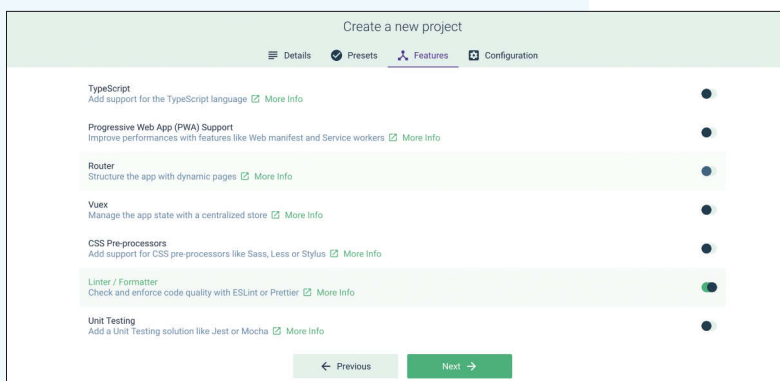 Create a new project
Details Presets Features Configuration
TypeScript
Add support for the TypeScript language More Info
Progressive Web App (PWA) Support
Improve performances with features like Web manifest and Service workers More Info
Router
Structure the app with dynamic pages More Info
Vuex
Manage the app state with a centralized store More Info
CSS Pre-processors
Add support for CSS pre-processors like Sass, Less or Stylus More Info
Linter / Formatter
Check and enforce code quality with ESLint or Prettier More Info
Unit Testing
Add a Unit Testing solution like Jest or Mocha More Info
← Previous Next →